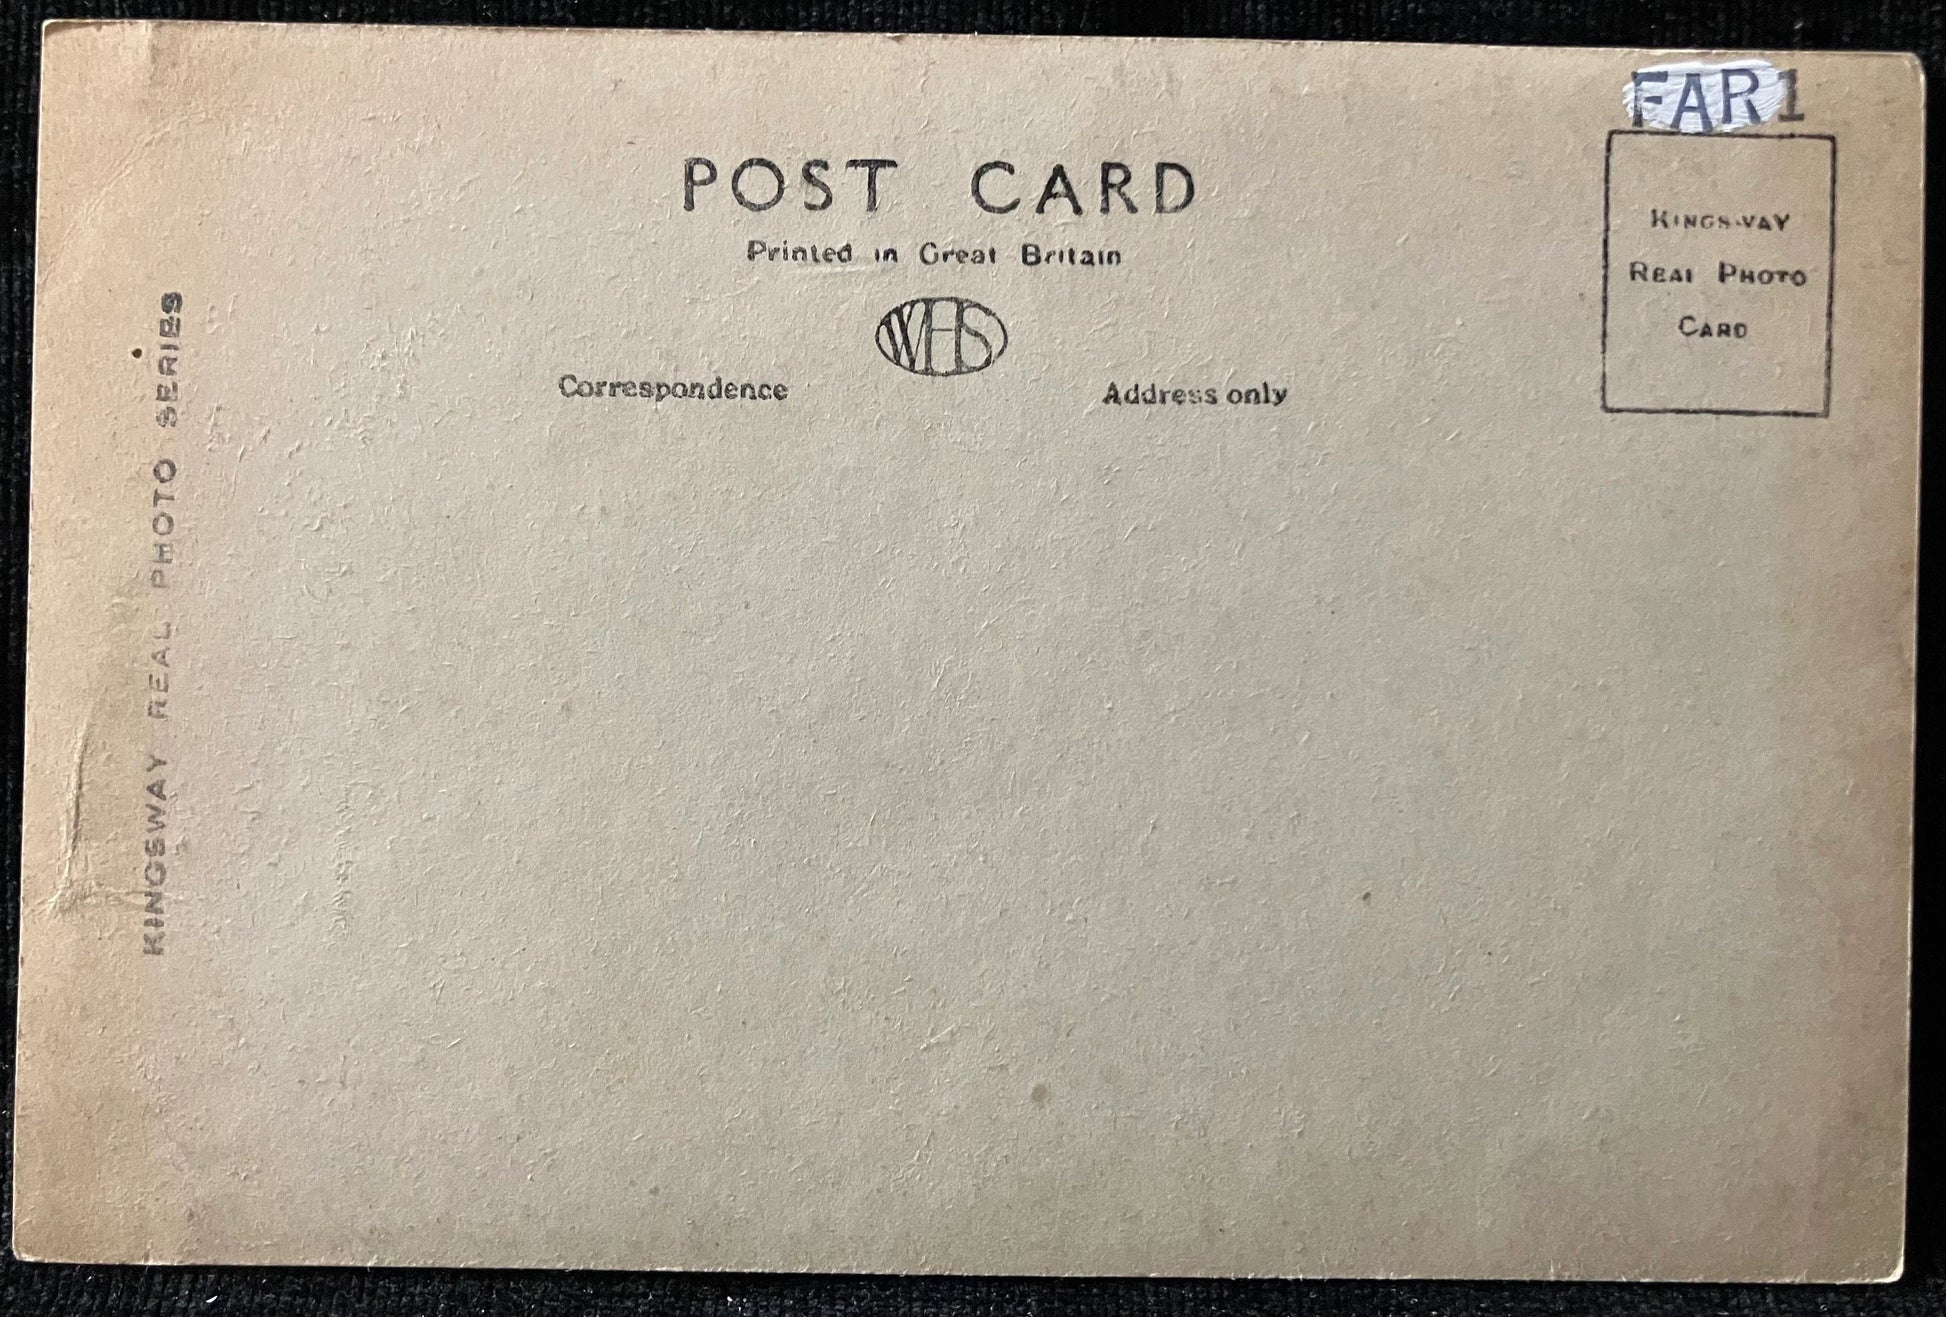 FAR1
POST CARD
Printed in Great Britain
WHS
Correspondence
Address only
KINGSWAY
REAL PHOTO
CARD
KINGSWAY REAL PHOTO SERIES